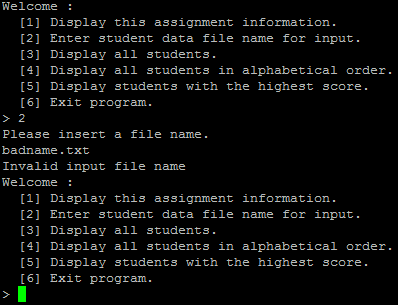 Welcome :
[1] Display this assignment information.
[2] Enter student data file name for input.
[3] Display all students.
[4] Display all students in alphabetical order.
[5] Display students with the highest score.
[6] Exit program.
> 2
Please insert a file name.
badname.txt
Invalid input file name
Welcome :
[1] Display this assignment information.
[2] Enter student data file name for input.
[3] Display all students.
[4] Display all students in alphabetical order.
[5] Display students with the highest score.
[6] Exit program.
>